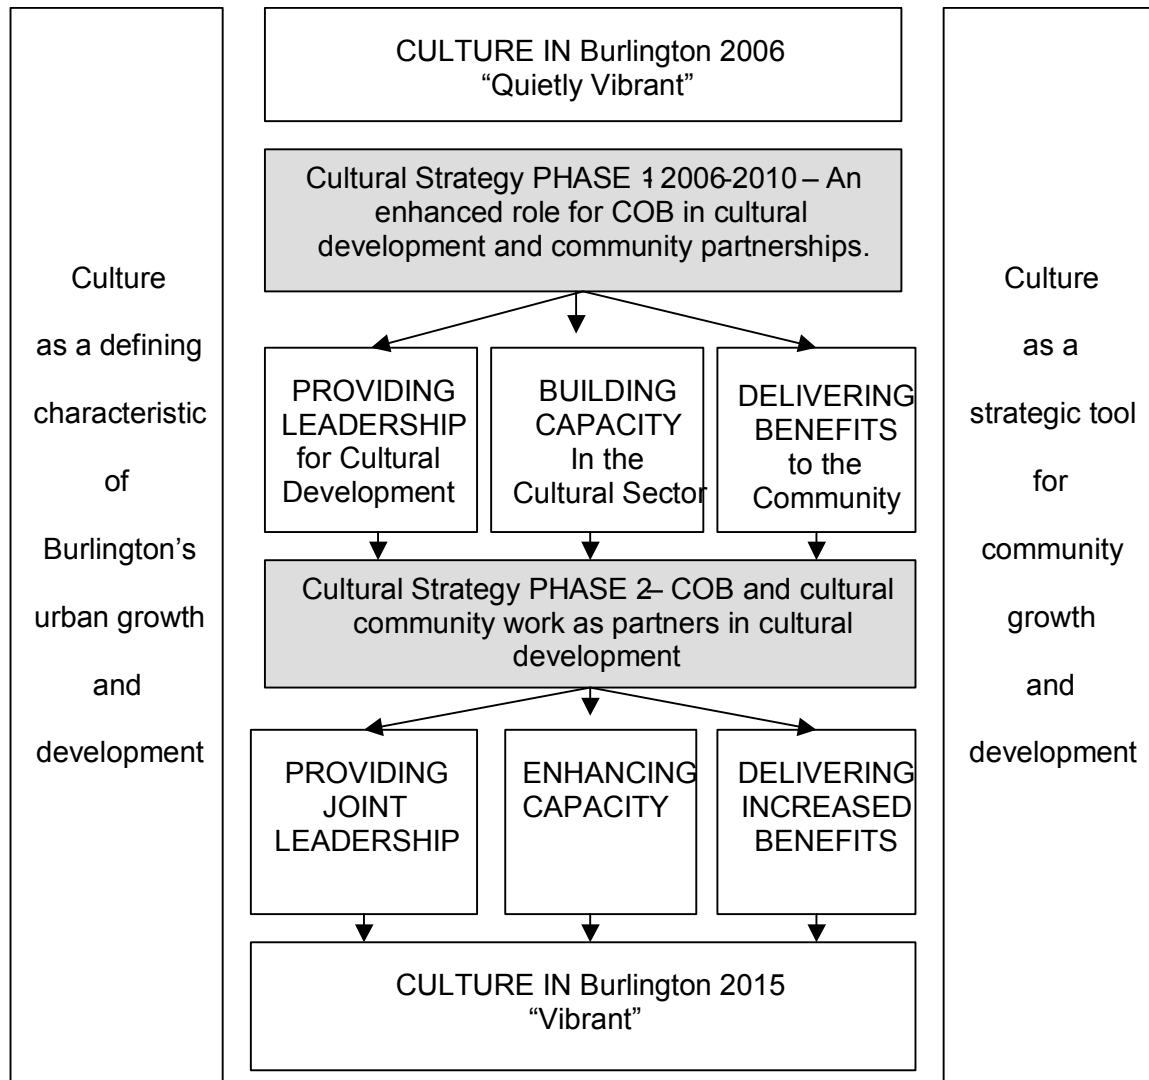 Culture
as a defining
characteristic
of
Burlington’s
urban growth
and
development
CULTURE IN Burlington 2006
“Quietly Vibrant”
Cultural Strategy PHASE 1 2006-2010 – An
enhanced role for COB in cultural
development and community partnerships.
PROVIDING
LEADERSHIP
for Cultural
Development
BUILDING
CAPACITY
In the
Cultural Sector
DELIVERING
BENEFITS
to the
Community
Cultural Strategy PHASE 2– COB and cultural
community work as partners in cultural
development
PROVIDING
JOINT
LEADERSHIP
ENHANCING
CAPACITY
DELIVERING
INCREASED
BENEFITS
CULTURE IN Burlington 2015
“Vibrant”
Culture
as a
strategic tool
for
community
growth
and
development